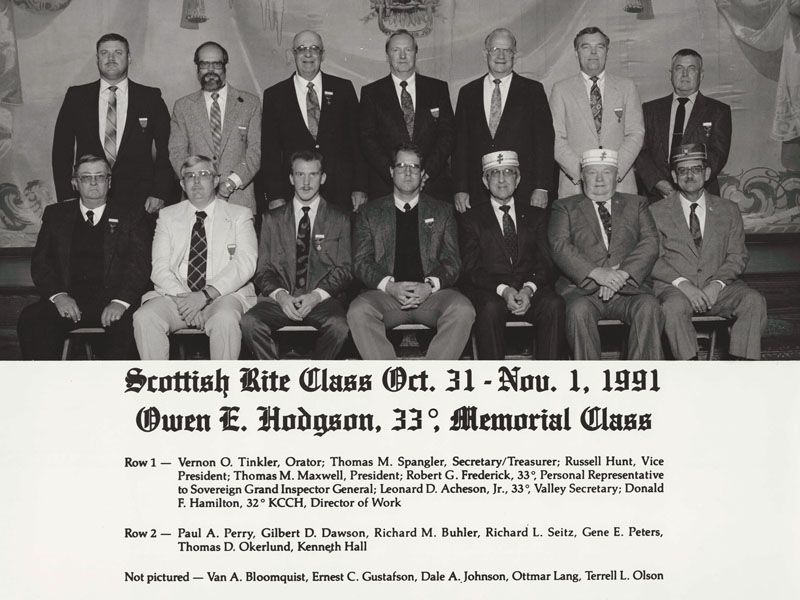 Scottish Rite Class Oct. 31 - Nov. 1, 1991
Owen E. Hodgson, 33°, Memorial Class
Row 1 — Vernon O. Tinkler, Orator; Thomas M. Spangler, Secretary/Treasurer; Russell Hunt, Vice
President; Thomas M. Maxwell, President; Robert G. Frederick, 33°, Personal Representative
to Sovereign Grand Inspector General; Leonard D. Acheson, Jr., 33°, Valley Secretary; Donald
F. Hamilton, 32° KCCH, Director of Work
Row 2 — Paul A. Perry, Gilbert D. Dawson, Richard M. Buhler, Richard L. Seitz, Gene E. Peters,
Thomas D. Okerlund, Kenneth Hall
Not pictured — Van A. Bloomquist, Ernest C. Gustafson, Dale A. Johnson, Ottmar Lang, Terrell L. Olson